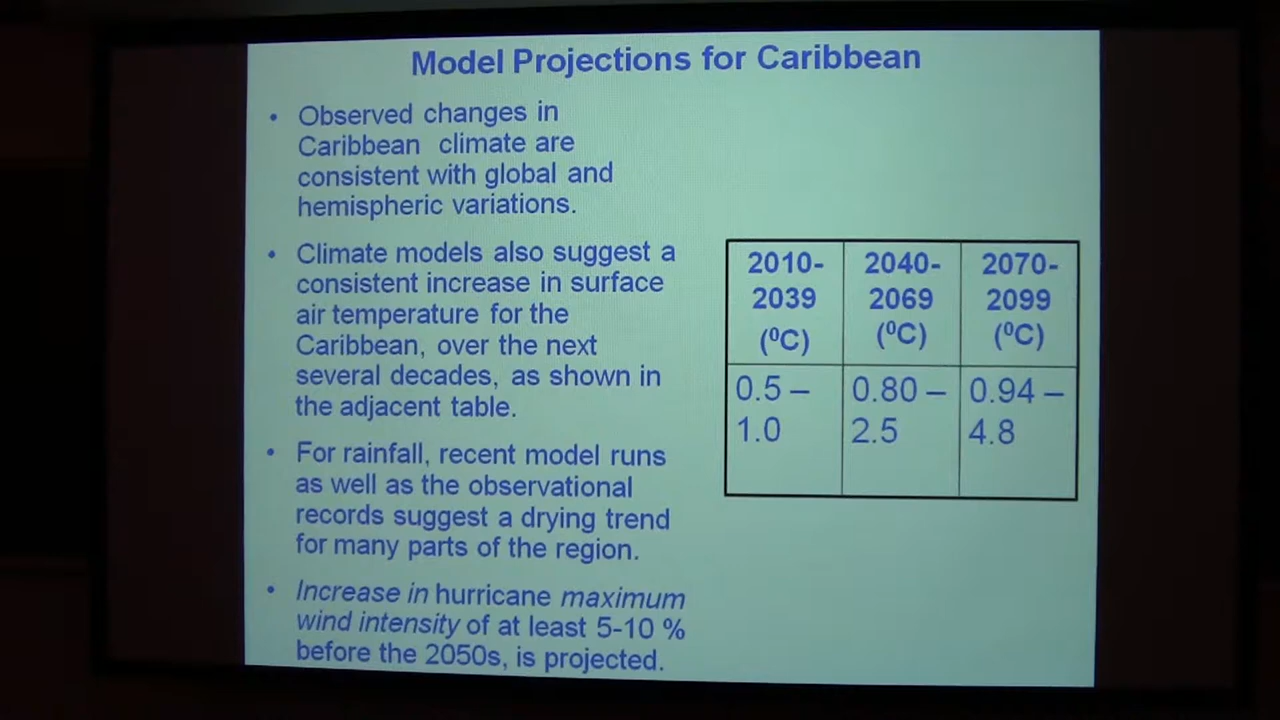 Model Projections for Caribbean
• Observed changes in
Caribbean climate are
consistent with global and
hemispheric variations.
• Climate models also suggest a
consistent increase in surface
air temperature for the
Caribbean, over the next
several decades, as shown in
the adjacent table.
• For rainfall, recent model runs
as well as the observational
records suggest a drying trend
for many parts of the region.
• Increase in hurricane maximum
wind intensity of at least 5-10 %
before the 2050s, is projected.
2010-
2039
(⁰C)
2040-
2069
(⁰C)
2070-
2099
(⁰C)
0.5 –
1.0
0.80 –
2.5
0.94 –
4.8